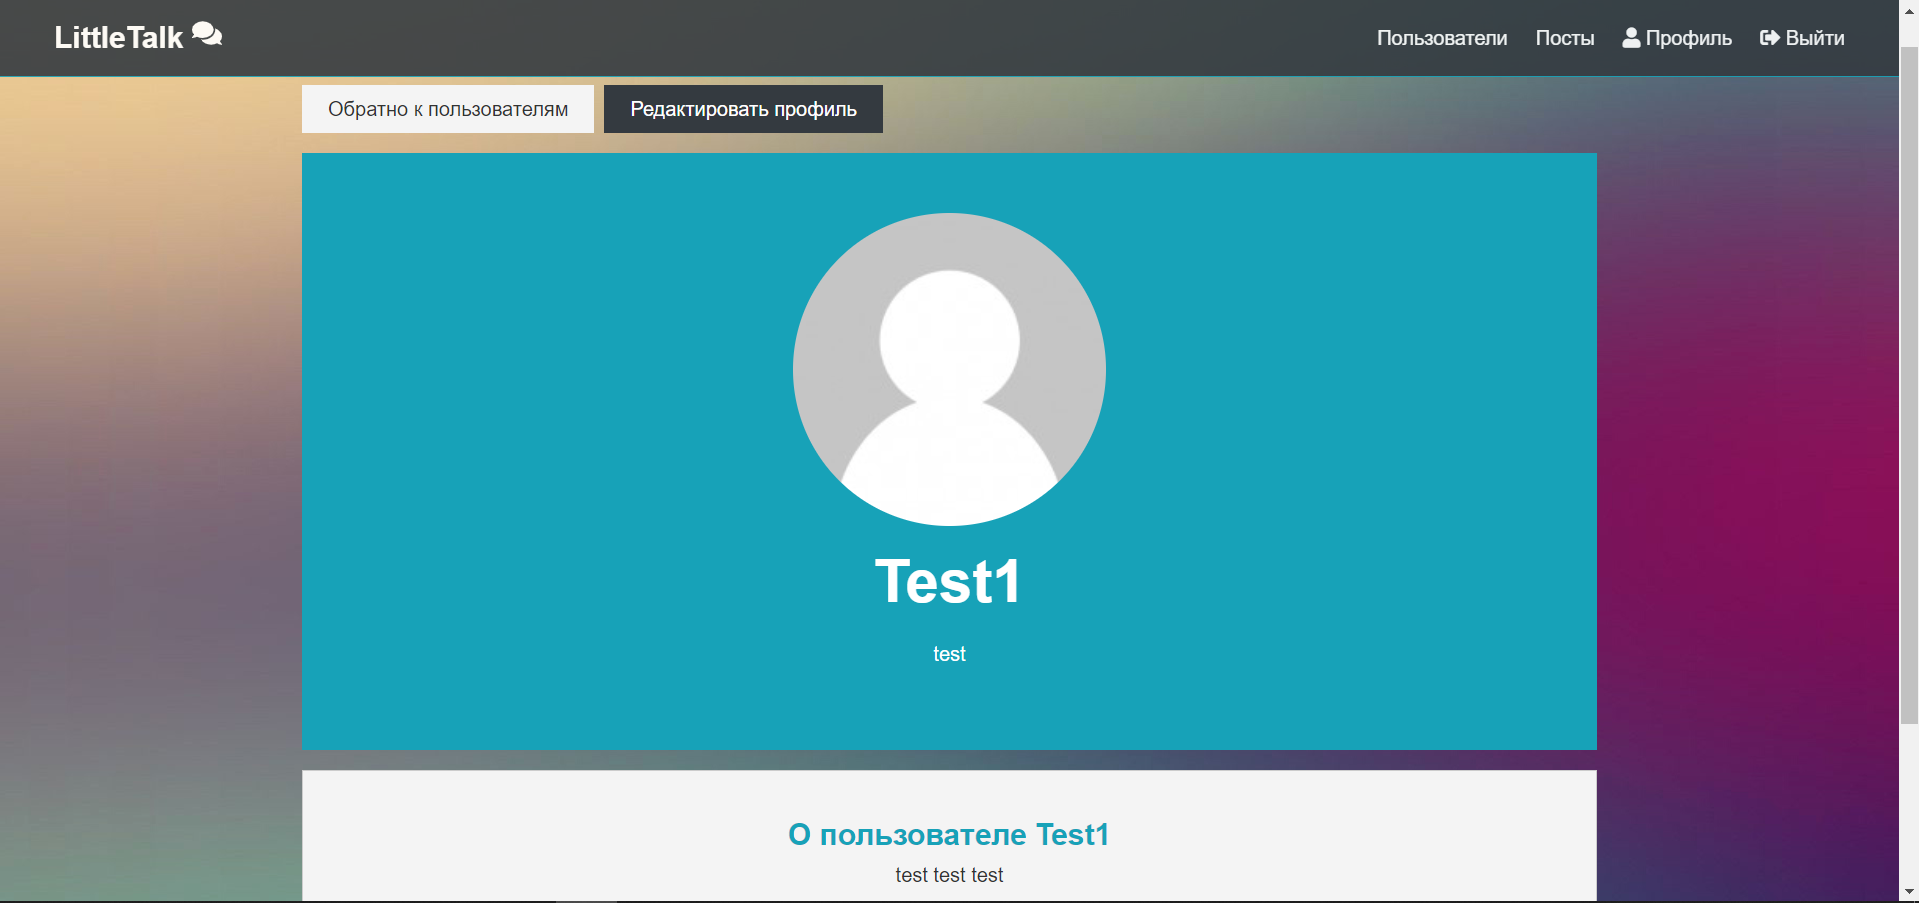 LittleTalk
Пользователи
Посты
Профиль
Выйти
Обратно к пользователям
Редактировать профиль
Test1
test
О пользователе Test1
test test test